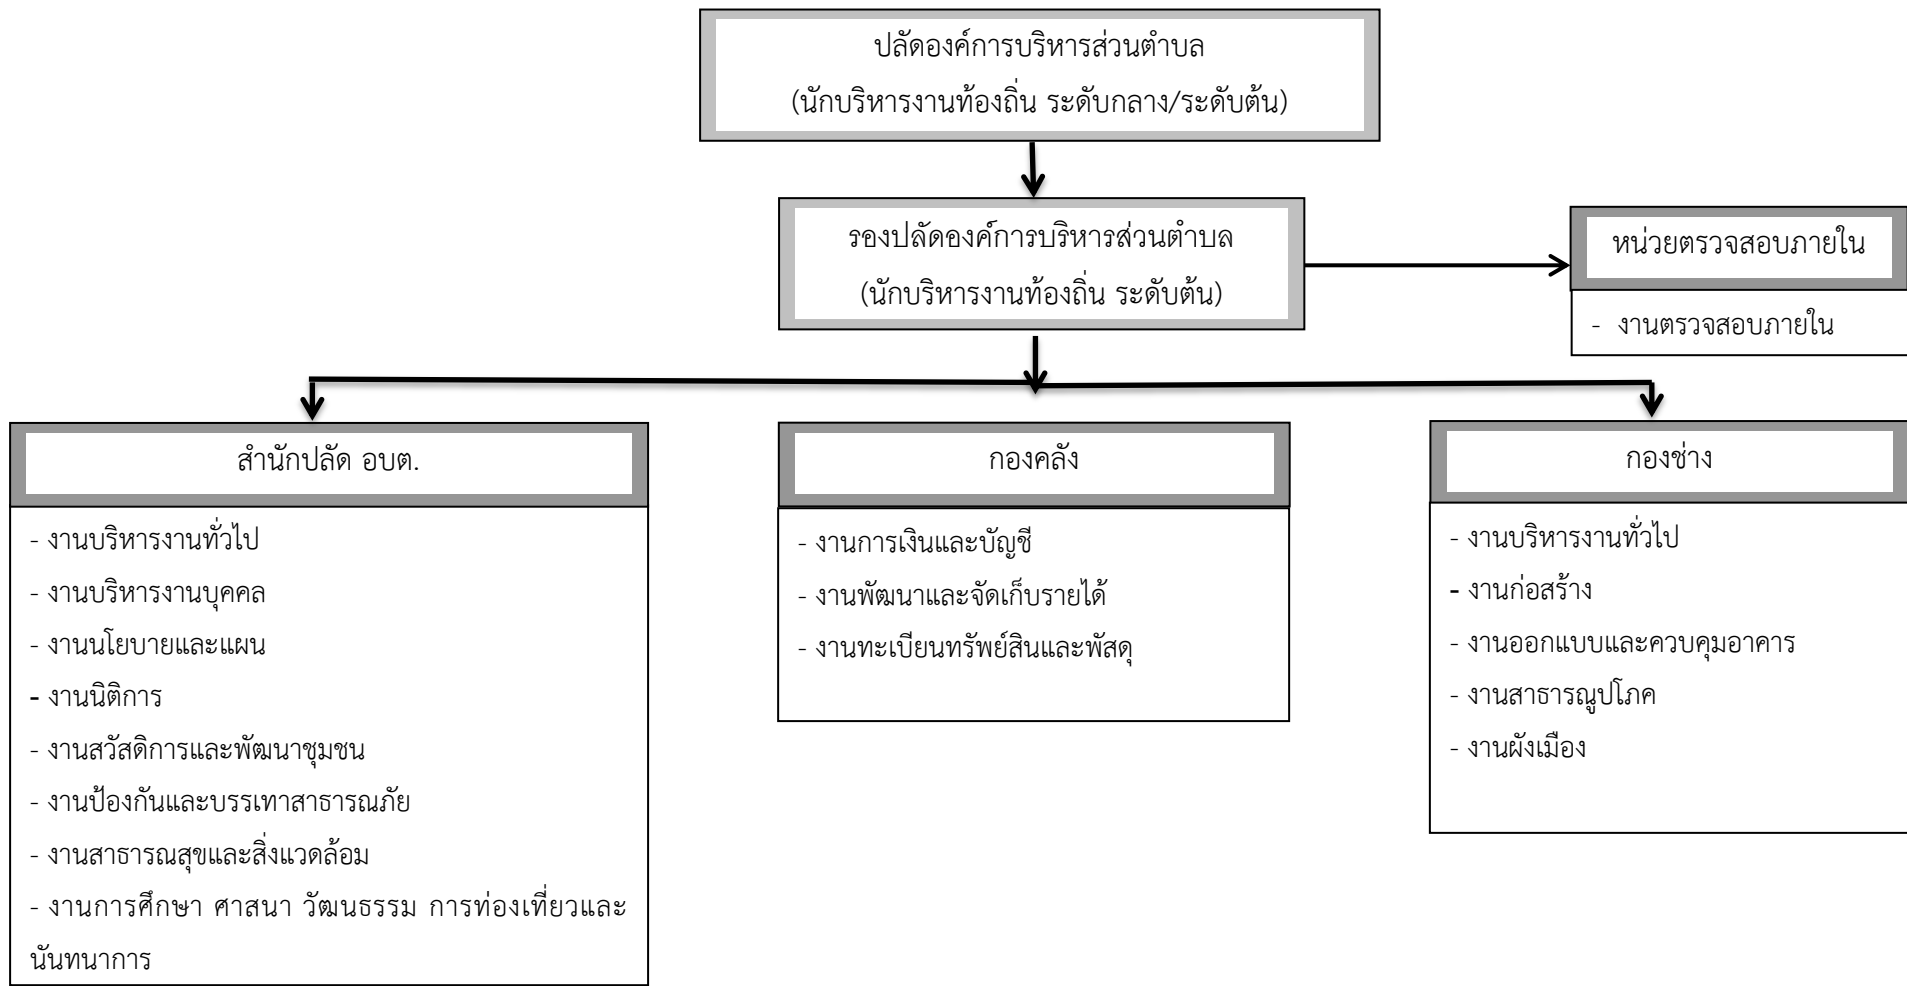 ปลัดองค์การบริหารส่วนตำบล
(นักบริหารงานท้องถิ่น ระดับกลาง/ระดับต้น)
รองปลัดองค์การบริหารส่วนตำบล
(นักบริหารงานท้องถิ่น ระดับต้น)
หน่วยตรวจสอบภายใน
- งานตรวจสอบภายใน
สำนักปลัด อบต.
- งานบริหารงานทั่วไป
- งานบริหารงานบุคคล
- งานนโยบายและแผน
- งานนิติการ
- งานสวัสดิการและพัฒนาชุมชน
- งานป้องกันและบรรเทาสาธารณภัย
- งานสาธารณสุขและสิ่งแวดล้อม
- งานการศึกษา ศาสนา วัฒนธรรม การท่องเที่ยวและ
นันทนาการ
กองคลัง
- งานการเงินและบัญชี
- งานพัฒนาและจัดเก็บรายได้
- งานทะเบียนทรัพย์สินและพัสดุ
กองช่าง
- งานบริหารงานทั่วไป
- งานก่อสร้าง
- งานออกแบบและควบคุมอาคาร
- งานสาธารณูปโภค
- งานผังเมือง